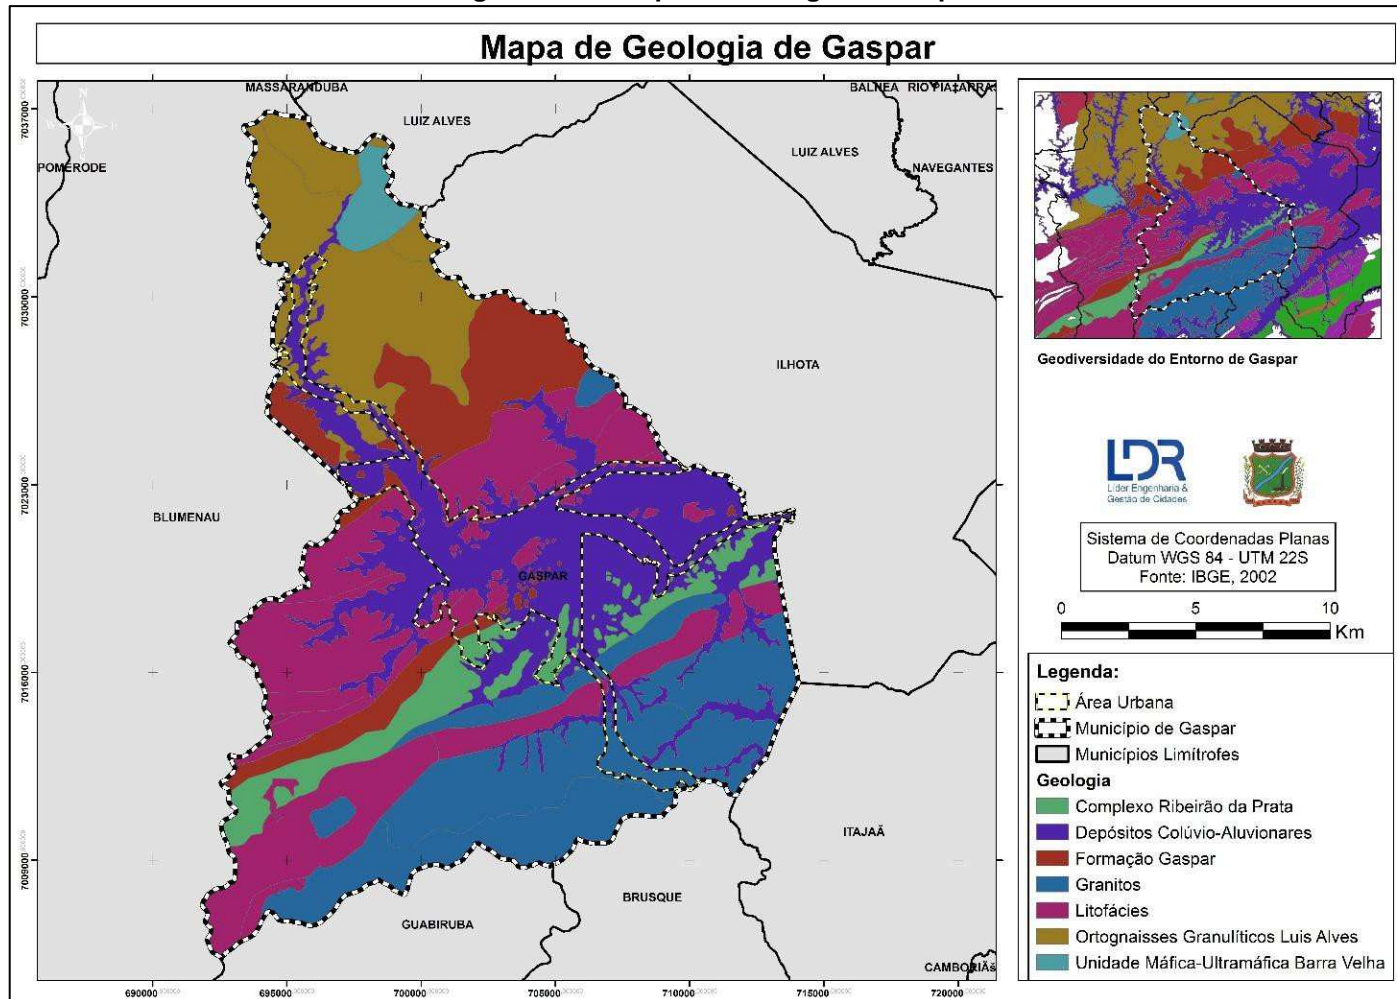 Mapa de Geologia de Gaspar
MASSARANDUBA
LUIZ ALVES
BALNEA
N
W
E
7037000
POMERODE
LUIZ ALVES
NAVEGANTES
7030000
ILHOTA
7023000
BLUMENAU
GASPAR
7016000
ITAJAÃ
7009000
BRUSQUE
GUABIRUBA
690000
695000
700000
705000
710000
715000
720000
Geodiversidade do Entorno de Gaspar
LDR
Líder Engenharia &
Gestão de Cidades
Sistema de Coordenadas Planas
Datum WGS 84 - UTM 22S
Fonte: IBGE, 2002
0 5 10
Km
Legenda:
Área Urbana
Município de Gaspar
Municípios Limítrofes
Geologia
Complexo Ribeirão da Prata
Depósitos Colúvio-Aluvionares
Formação Gaspar
Granitos
Litofácies
Ortognaisses Granulíticos Luis Alves
Unidade Máfica-Ultramáfica Barra Velha